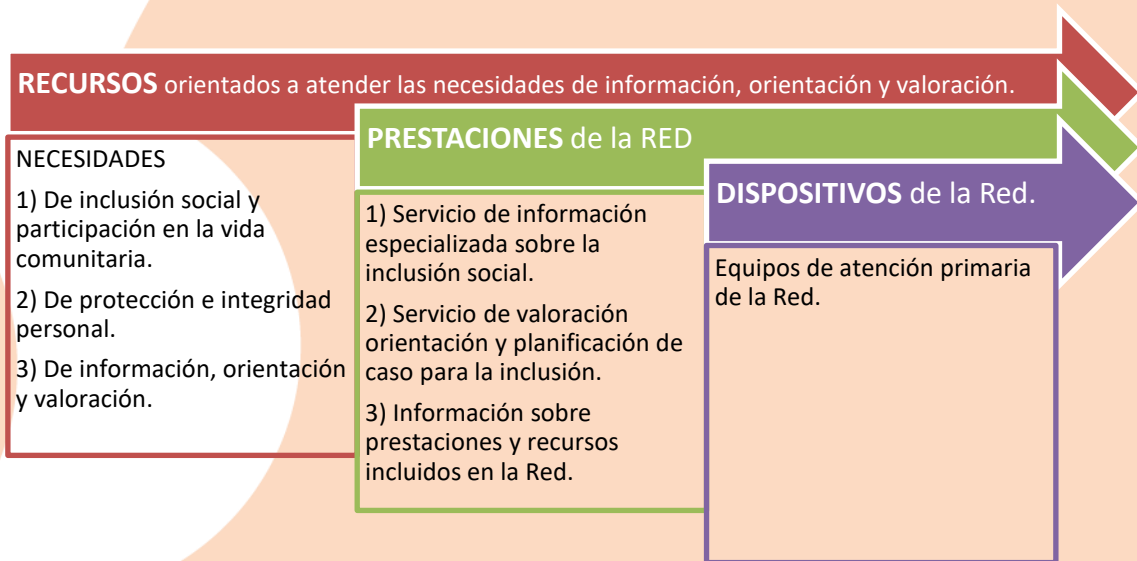 RECURSOS orientados a atender las necesidades de información, orientación y valoración.
NECESIDADES
1) De inclusión social y
participación en la vida
comunitaria.
2) De protección e integridad
personal.
3) De información, orientación
y valoración.
PRESTACIONES de la RED
1) Servicio de información
especializada sobre la
inclusión social.
2) Servicio de valoración
orientación y planificación de
caso para la inclusión.
3) Información sobre
prestaciones y recursos
incluidos en la Red.
DISPOSITIVOS de la Red.
Equipos de atención primaria
de la Red.